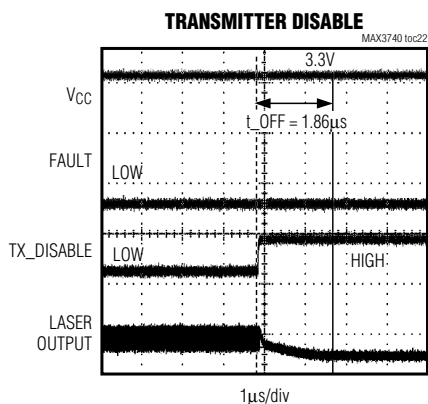 TRANSMITTER DISABLE
MAX3740 toc22
3.3V
VCC
t_OFF = 1.86μs
FAULT
LOW
TX_DISABLE
LOW
HIGH
LASER
OUTPUT
1μs/div